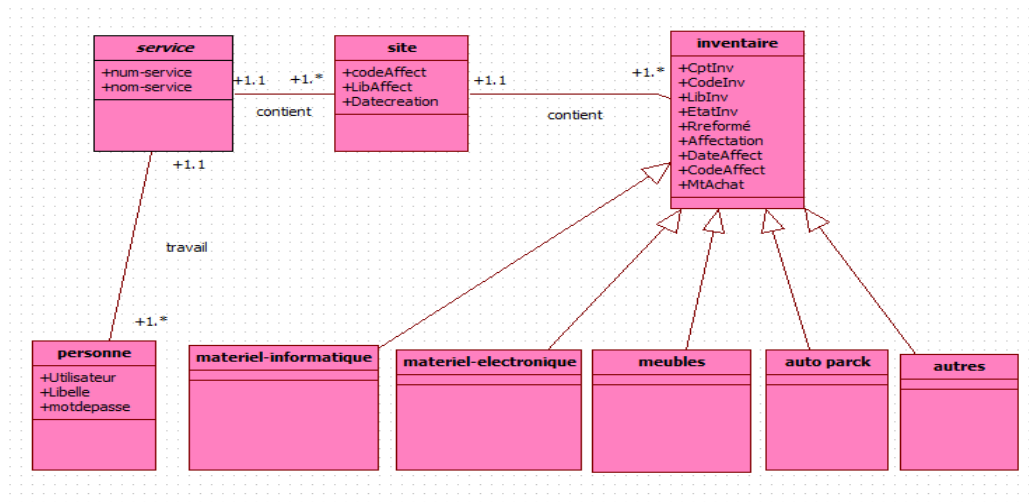 service
+num-service
+nom-service
+1.1
+1.*
contient
site
+codeAffect
+LibAffect
+Datecreation
+1.1
+1.*
contient
inventaire
+CptInv
+CodeInv
+LibInv
+EtatInv
+Rreformé
+Affectation
+DateAffect
+CodeAffect
+MtAchat
+1.1
travail
+1.*
personne
+Utilisateur
+Libelle
+motdepasse
materiel-informatique
materiel-electronique
meubles
auto parck
autres